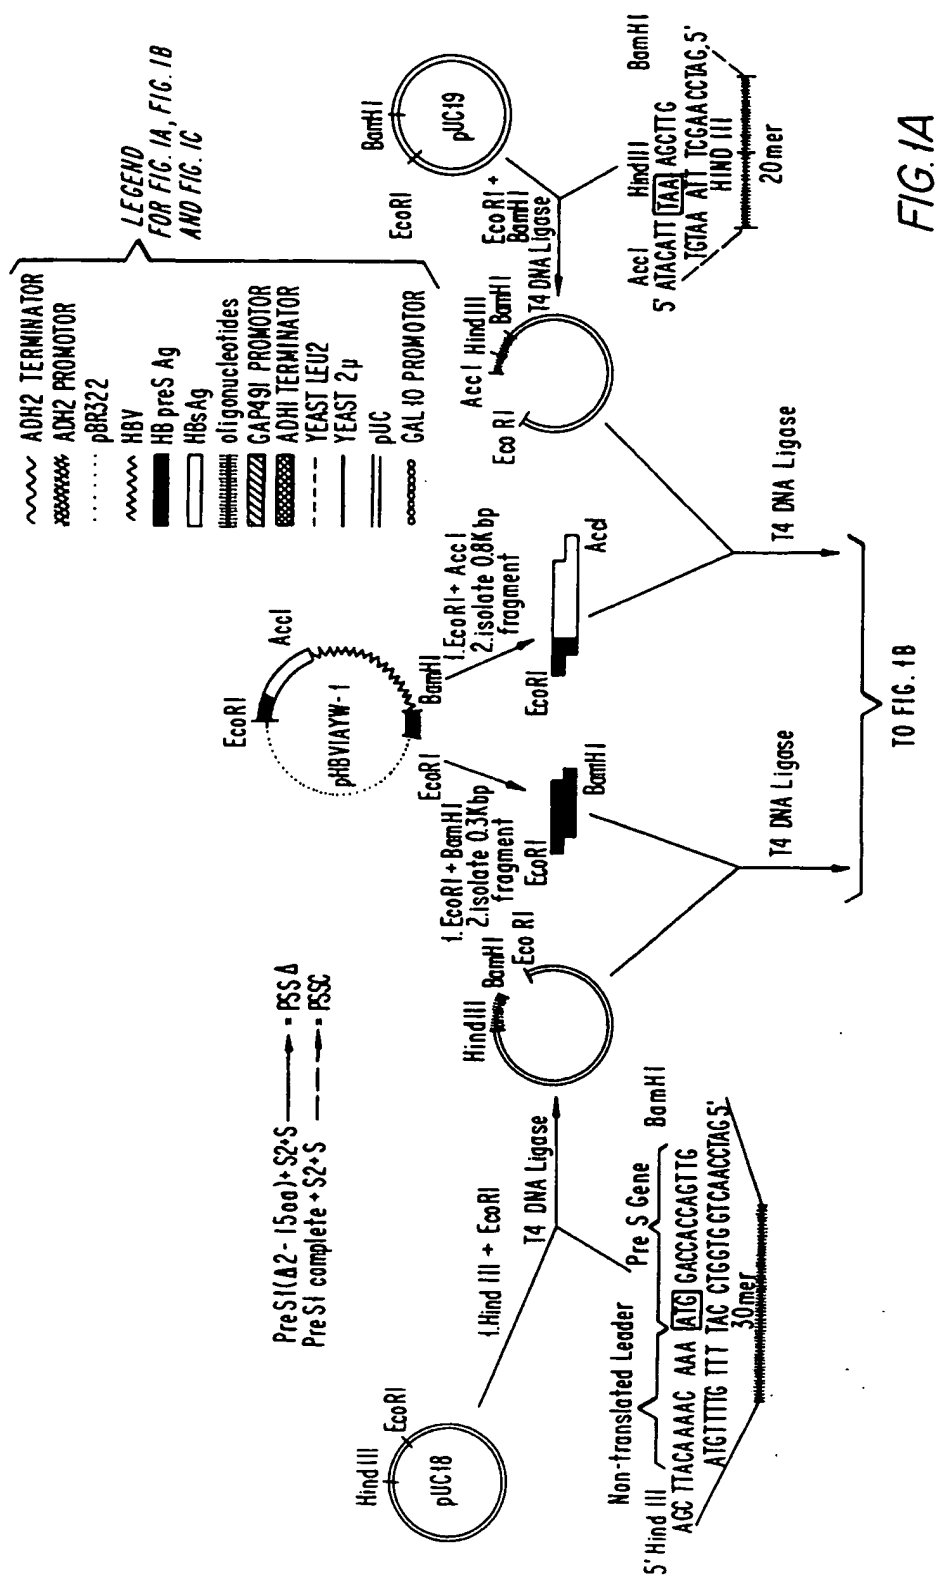 LEGEND
FOR FIG. 1A, FIG. 1B
AND FIG. 1C
ADH2 TERMINATOR
ADH2 PROMOTOR
pBR322
HBV
HB preS Ag
HBsAg
oligonucleotides
GAP491 PROMOTOR
ADH1 TERMINATOR
YEAST LEU2
YEAST 2μ
pUC
GAL 10 PROMOTOR
PreS1(Δ2-15aa)+S2+S = PSS Δ
PreS1 complete + S2+S = PSSC
HindIII
EcoRI
pUC18
1.Hind III + EcoRI
T4 DNA Ligase
Non-translated Leader
Pre S Gene
5' Hind III
BamHI
AGC TTACAAAAC AAA ATG GACCACCAGTTG
ATGTTTTG TTT TAC CTGGTGGTCAACCTAG5'
30mer
HindIII
BamHI
Eco RI
EcoRI
AccI
pHBVIAYW-1
EcoRI
BamHI
1. EcoRI+BamHI
2.isolate 0.3Kbp
fragment
EcoRI
BamHI
1.EcoRI+ AccI
2.isolate 0.8Kbp
fragment
EcoRI
AccI
BamHI
EcoRI
pUC19
EcoRI +
BamHI
T4 DNA Ligase
Eco RI
AccI
HindIII
BamHI
AccI
HindIII
BamHI
5' ATACATT TAA AGCTTG
TGTAA ATT TCGAACCTAG,5'
HIND III
20mer
T4 DNA Ligase
T4 DNA Ligase
TO FIG. 1B
FIG. 1A